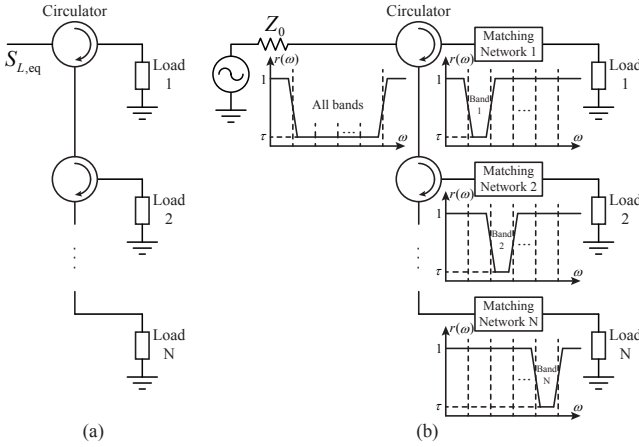 Circulator
S_{L,eq}
Load
1
Load
2
⋮
Load
N
(a)
Z_0
Circulator
Matching
Network 1
Load
1
r(ω)
1
All bands
...
τ
ω
r(ω)
1
Band
1
...
τ
ω
Matching
Network 2
Load
2
r(ω)
1
Band
2
...
τ
ω
⋮
Matching
Network N
Load
N
r(ω)
1
Band
N
...
τ
ω
(b)